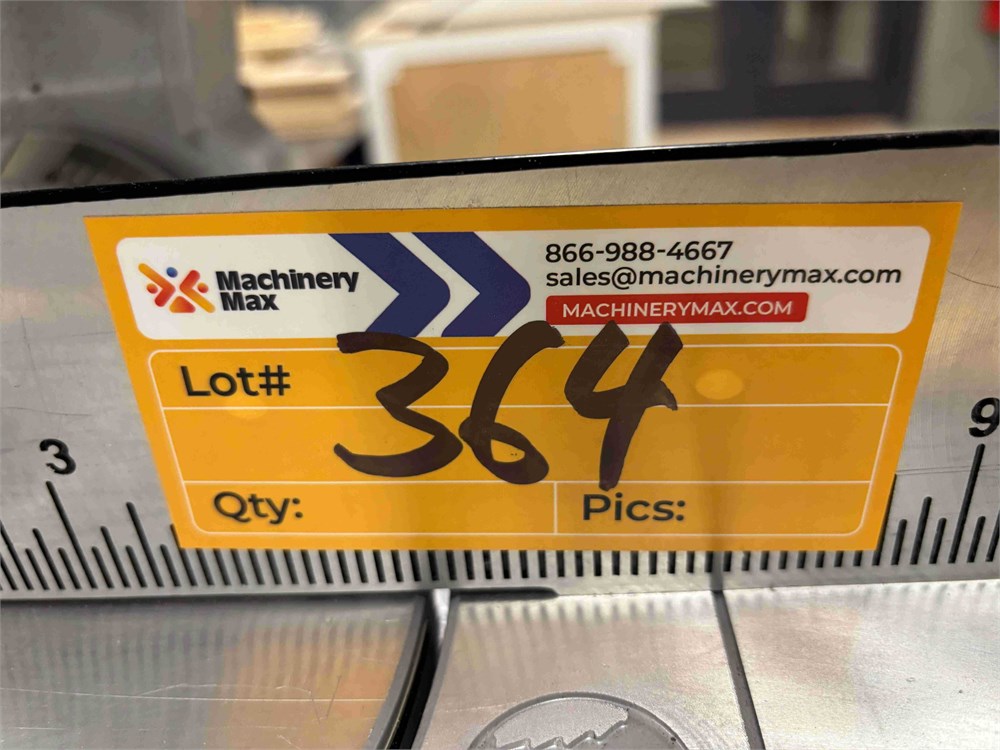 Machinery
Max
866-988-4667
sales@machinerymax.com
MACHINERYMAX.COM
Lot# 364
Qty:
Pics:
3
9